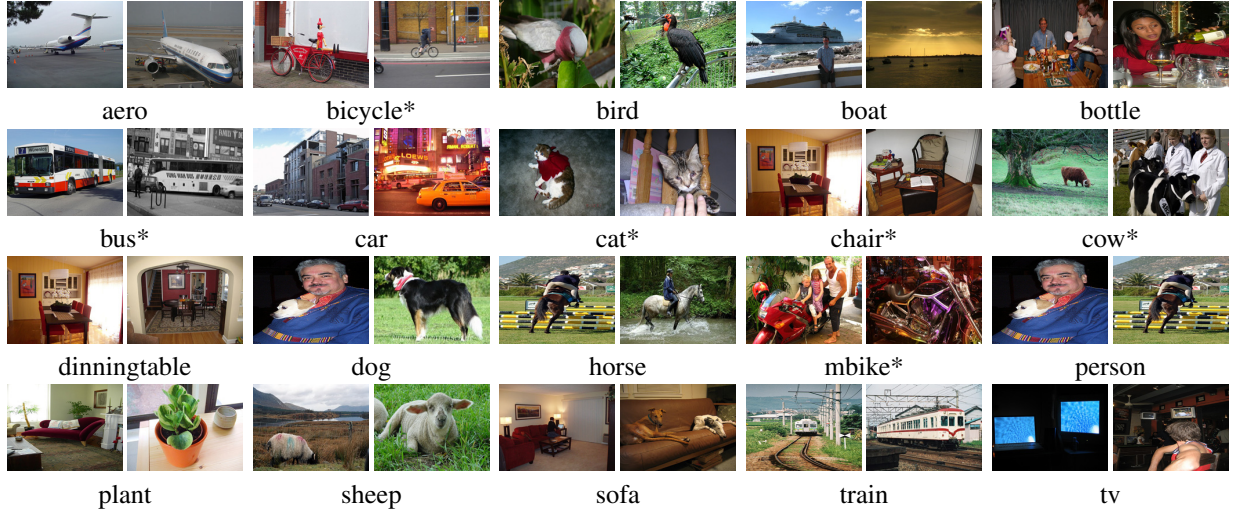 aero
bicycle*
bird
boat
bottle
LOEWS
bus*
car
cat*
chair*
cow*
dinningtable
dog
horse
mbike*
person
plant
sheep
sofa
train
tv